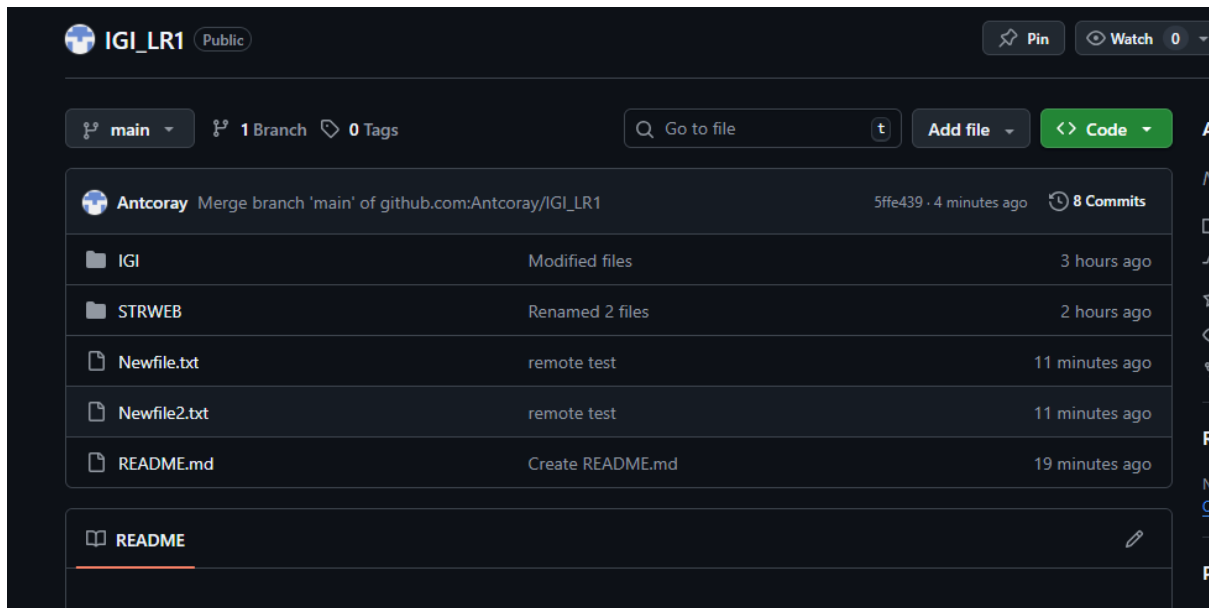 IGI_LR1 Public Pin Watch 0
main 1 Branch 0 Tags Go to file t Add file Code
Antcoray Merge branch 'main' of github.com:Antcoray/IGI_LR1 5ffe439 · 4 minutes ago 8 Commits
IGI Modified files 3 hours ago
STRWEB Renamed 2 files 2 hours ago
Newfile.txt remote test 11 minutes ago
Newfile2.txt remote test 11 minutes ago
README.md Create README.md 19 minutes ago
README